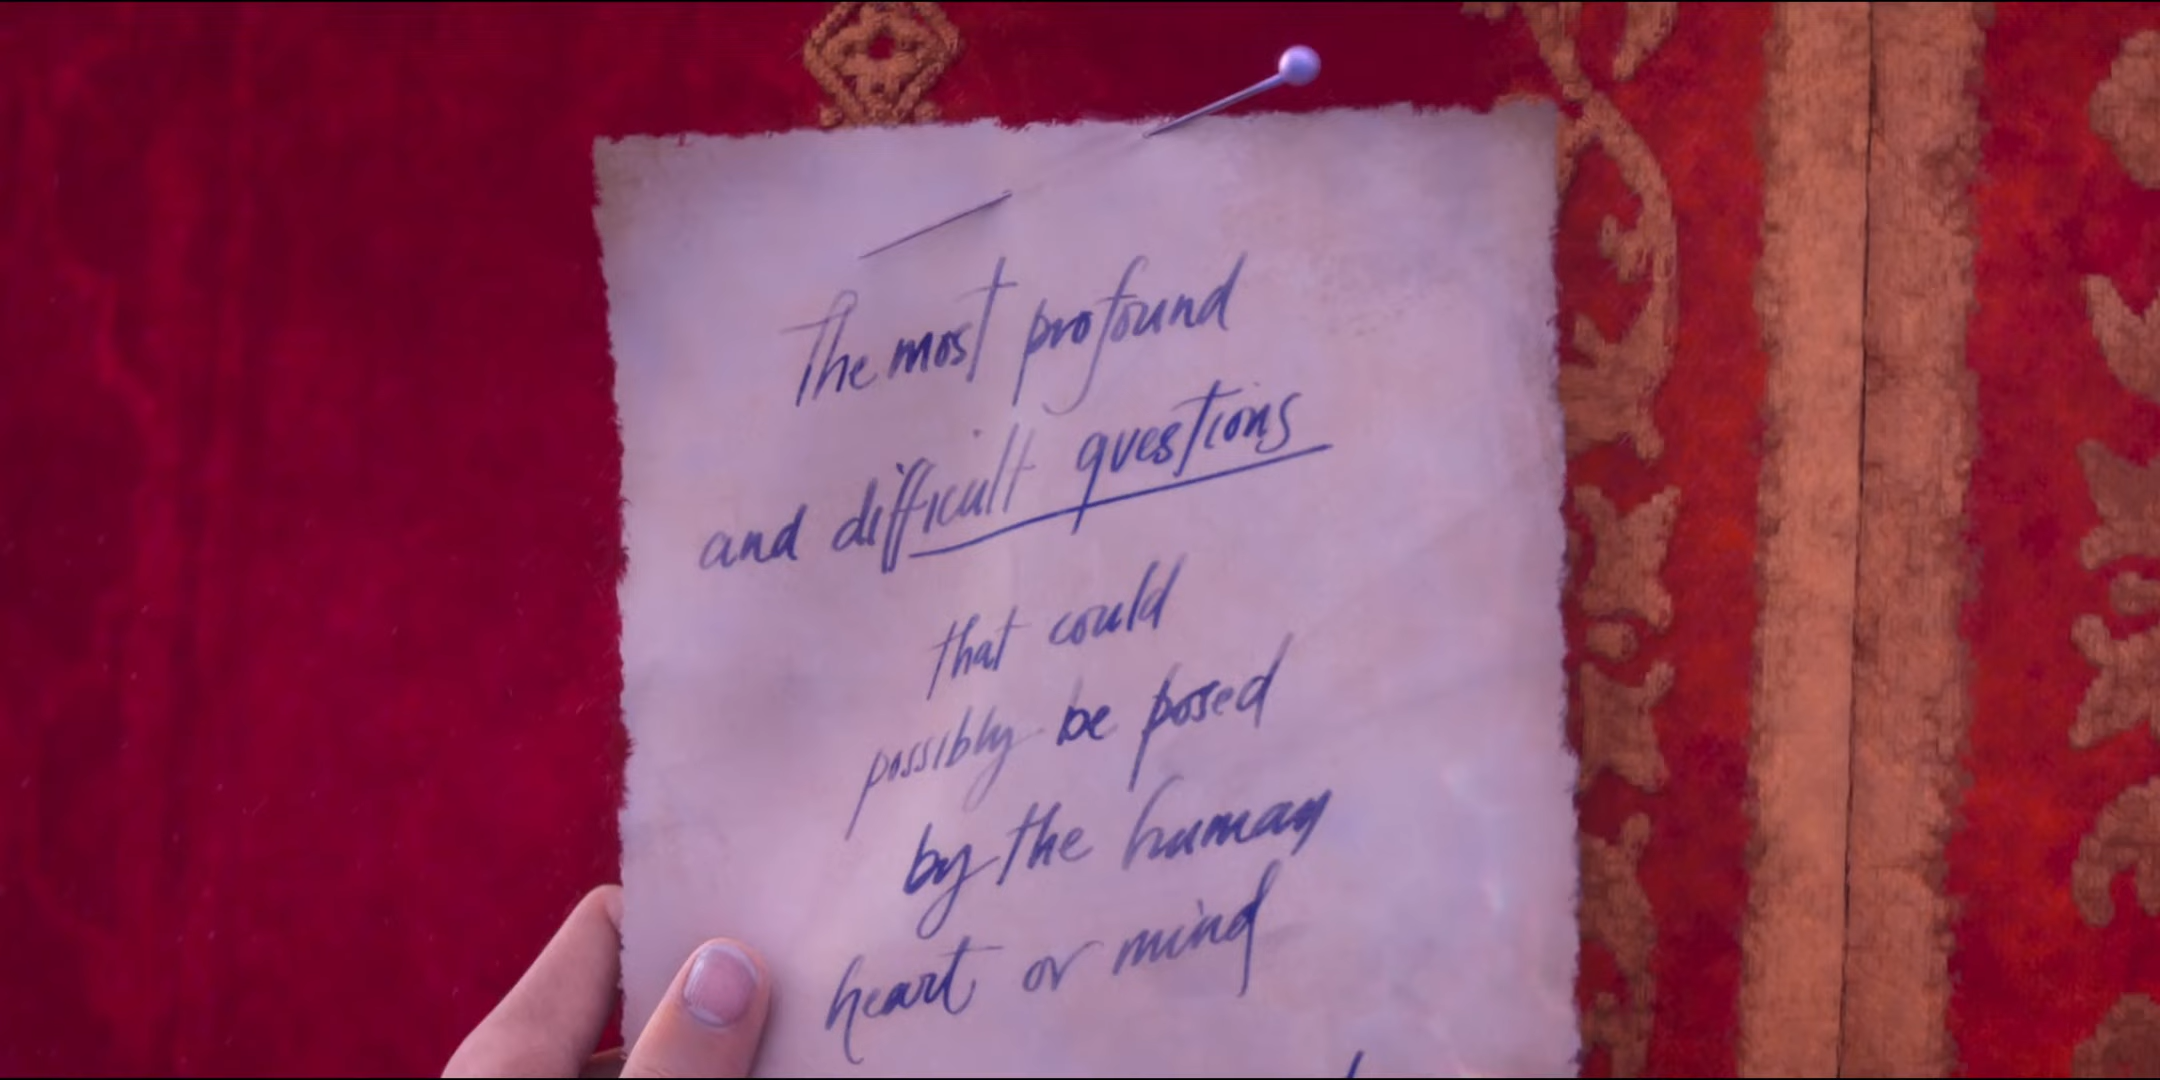 The most profound
and difficult questions
that could
possibly be posed
by the human
heart or mind